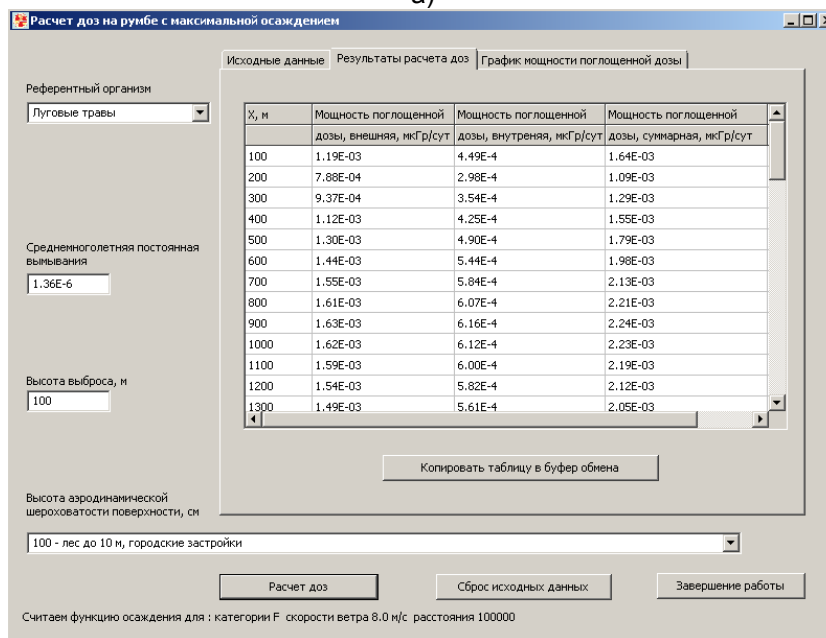 а)
Расчет доз на румбе с максимальной осаждением
Исходные данные Результаты расчета доз График мощности поглощенной дозы
Референтный организм
Луговые травы
X, м Мощность поглощенной Мощность поглощенной Мощность поглощенной
дозы, внешняя, мкГр/сут дозы, внутреняя, мкГр/сут дозы, суммарная, мкГр/сут
100 1.19E-03 4.49E-4 1.64E-03
200 7.88E-04 2.98E-4 1.09E-03
300 9.37E-04 3.54E-4 1.29E-03
400 1.12E-03 4.25E-4 1.55E-03
500 1.30E-03 4.90E-4 1.79E-03
600 1.44E-03 5.44E-4 1.98E-03
700 1.55E-03 5.84E-4 2.13E-03
800 1.61E-03 6.07E-4 2.21E-03
900 1.63E-03 6.16E-4 2.24E-03
1000 1.62E-03 6.12E-4 2.23E-03
1100 1.59E-03 6.00E-4 2.19E-03
1200 1.54E-03 5.82E-4 2.12E-03
1300 1.49E-03 5.61E-4 2.05E-03
Среднемноголетняя постоянная
вымывания
1.36E-6
Высота выброса, м
100
Копировать таблицу в буфер обмена
Высота аэродинамической
шероховатости поверхности, см
100 - лес до 10 м, городские застройки
Расчет доз Сброс исходных данных Завершение работы
Считаем функцию осаждения для : категории F скорости ветра 8.0 м/с расстояния 100000